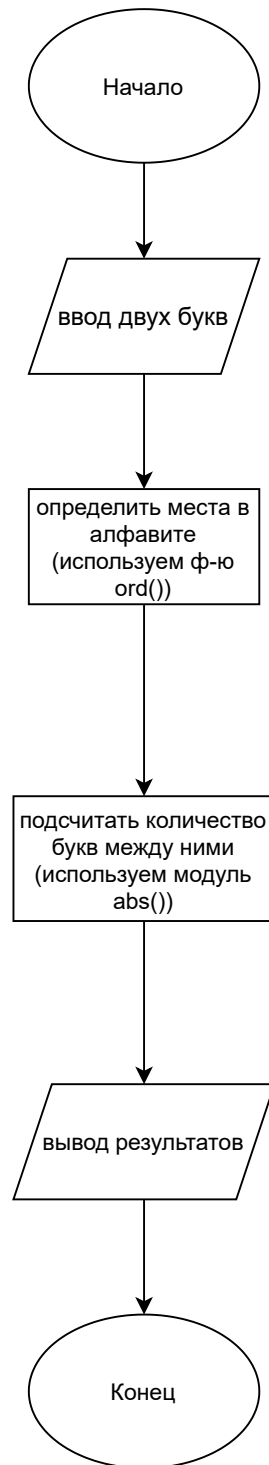 Начало
ввод двух букв
определить места в
алфавите
(используем ф-ю
ord())
подсчитать количество
букв между ними
(используем модуль
abs())
вывод результатов
Конец